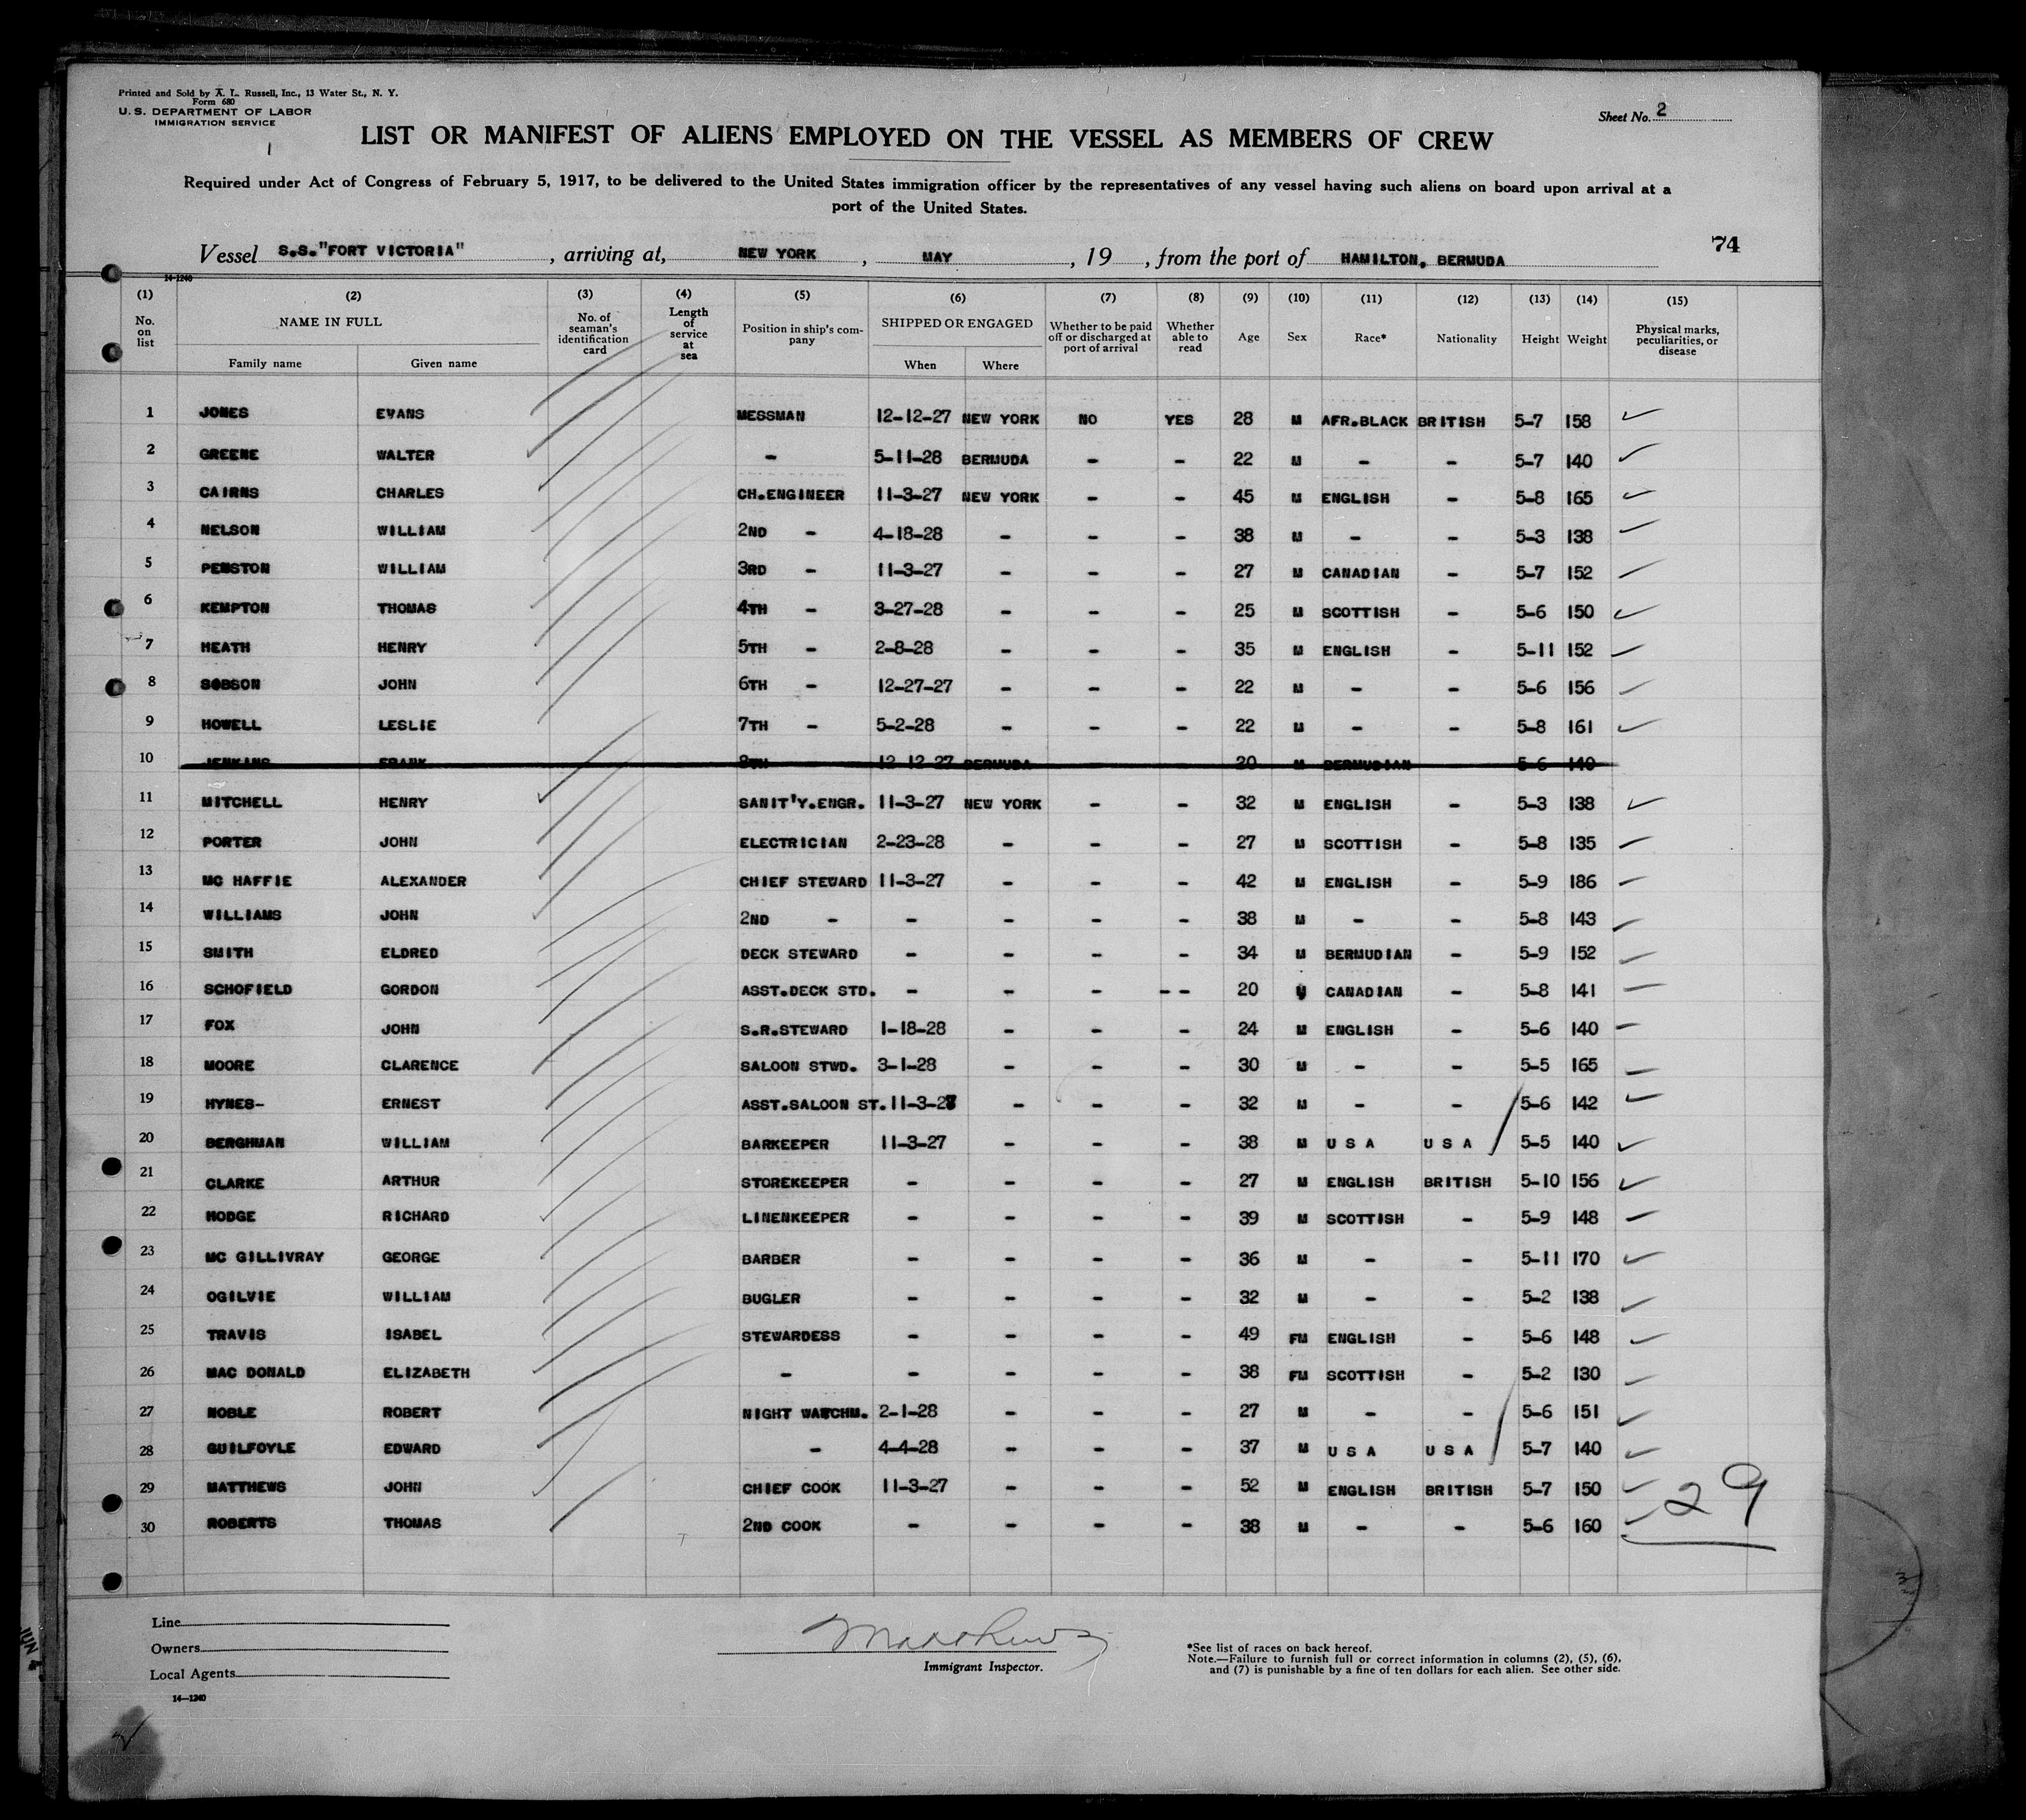 Printed and Sold by A. L. Russell, Inc., 13 Water St., N. Y.
Form 680
U. S. DEPARTMENT OF LABOR
IMMIGRATION SERVICE
1
Sheet No. 2
LIST OR MANIFEST OF ALIENS EMPLOYED ON THE VESSEL AS MEMBERS OF CREW
Required under Act of Congress of February 5, 1917, to be delivered to the United States immigration officer by the representatives of any vessel having such aliens on board upon arrival at a
port of the United States.
74
Vessel S.S."FORT VICTORIA" , arriving at, NEW YORK , MAY , 19 , from the port of HAMILTON, BERMUDA
14-1240
(1) (2) (3) (4) (5) (6) (7) (8) (9) (10) (11) (12) (13) (14) (15)
No. on list NAME IN FULL Family name Given name No. of seaman's identification card Length of service at sea Position in ship's company SHIPPED OR ENGAGED When Where Whether to be paid off or discharged at port of arrival Whether able to read Age Sex Race* Nationality Height Weight Physical marks, peculiarities, or disease
1 JONES EVANS MESSMAN 12-12-27 NEW YORK NO YES 28 M AFR.BLACK BRITISH 5-7 158
2 GREENE WALTER - 5-11-28 BERMUDA - - 22 M - - 5-7 140
3 CAIRNS CHARLES CH.ENGINEER 11-3-27 NEW YORK - - 45 M ENGLISH - 5-8 165
4 NELSON WILLIAM 2ND - 4-18-28 - - - 38 M - - 5-3 138
5 PENSTON WILLIAM 3RD - 11-3-27 - - - 27 M CANADIAN - 5-7 152
6 KEMPTON THOMAS 4TH - 3-27-28 - - - 25 M SCOTTISH - 5-6 150
7 HEATH HENRY 5TH - 2-8-28 - - - 35 M ENGLISH - 5-11 152
8 SOBSON JOHN 6TH - 12-27-27 - - - 22 M - - 5-6 156
9 HOWELL LESLIE 7TH - 5-2-28 - - - 22 M - - 5-8 161
10 JENKINS FRANK 8TH 12-12-27 BERMUDA 20 M BERMUDIAN 5-6 140
11 MITCHELL HENRY SANIT'Y.ENGR. 11-3-27 NEW YORK - - 32 M ENGLISH - 5-3 138
12 PORTER JOHN ELECTRICIAN 2-23-28 - - - 27 M SCOTTISH - 5-8 135
13 MC HAFFIE ALEXANDER CHIEF STEWARD 11-3-27 - - - 42 M ENGLISH - 5-9 186
14 WILLIAMS JOHN 2ND - - - - - 38 M - - 5-8 143
15 SMITH ELDRED DECK STEWARD - - - - 34 M BERMUDIAN - 5-9 152
16 SCHOFIELD GORDON ASST.DECK STD. - - - -- 20 M CANADIAN - 5-8 141
17 FOX JOHN S.R.STEWARD 1-18-28 - - - 24 M ENGLISH - 5-6 140
18 MOORE CLARENCE SALOON STWD. 3-1-28 - - - 30 M - - 5-5 165
19 HYNES- ERNEST ASST.SALOON ST. 11-3-27 - - - 32 M - - 5-6 142
20 BERGHMAN WILLIAM BARKEEPER 11-3-27 - - - 38 M U S A U S A 5-5 140
21 CLARKE ARTHUR STOREKEEPER - - - - 27 M ENGLISH BRITISH 5-10 156
22 HODGE RICHARD LINENKEEPER - - - - 39 M SCOTTISH - 5-9 148
23 MC GILLIVRAY GEORGE BARBER - - - - 36 M - - 5-11 170
24 OGILVIE WILLIAM BUGLER - - - - 32 M - - 5-2 138
25 TRAVIS ISABEL STEWARDESS - - - - 49 FM ENGLISH - 5-6 148
26 MAC DONALD ELIZABETH - - - - - 38 FM SCOTTISH - 5-2 130
27 NOBLE ROBERT NIGHT WATCHM. 2-1-28 - - - 27 M - - 5-6 151
28 GUILFOYLE EDWARD - 4-4-28 - - - 37 M U S A U S A 5-7 140
29 MATTHEWS JOHN CHIEF COOK 11-3-27 - - - 52 M ENGLISH BRITISH 5-7 150
30 ROBERTS THOMAS 2ND COOK - - - - 38 M - - 5-6 160
29
Line
Owners
Local Agents
14-1240
Matthews
Immigrant Inspector.
*See list of races on back hereof.
Note.—Failure to furnish full or correct information in columns (2), (5), (6),
and (7) is punishable by a fine of ten dollars for each alien. See other side.
JUN